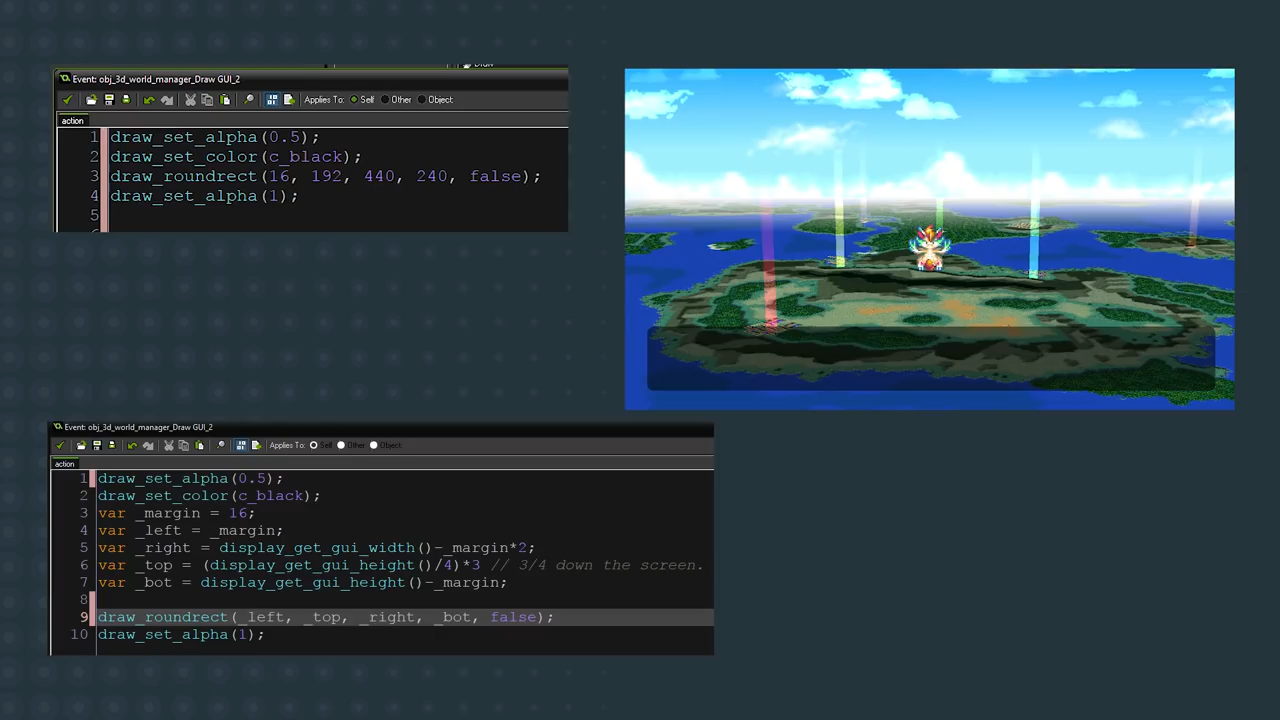 Draw
Event: obj_3d_world_manager_Draw GUI_2
Applies To: Self Other Object
action
1 draw_set_alpha(0.5);
2 draw_set_color(c_black);
3 draw_roundrect(16, 192, 440, 240, false);
4 draw_set_alpha(1);
5
6
Event: obj_3d_world_manager_Draw GUI_2
Applies To: Self Other Object:
action
1 draw_set_alpha(0.5);
2 draw_set_color(c_black);
3 var _margin = 16;
4 var _left = _margin;
5 var _right = display_get_gui_width()-_margin*2;
6 var _top = (display_get_gui_height()/4)*3 // 3/4 down the screen.
7 var _bot = display_get_gui_height()-_margin;
8
9 draw_roundrect(_left, _top, _right, _bot, false);
10 draw_set_alpha(1);